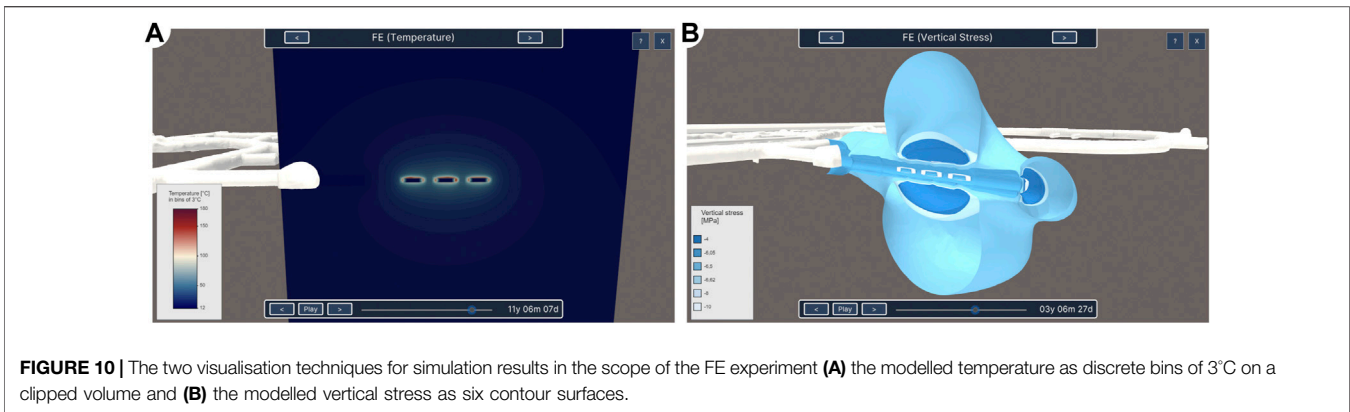 A
< FE (Temperature) >
? X
Temperature [°C]
In bins of 3°C
180
150
100
50
12
< Play > 11y 06m 07d
B
< FE (Vertical Stress) >
? X
Vertical stress
[MPa]
-4
-6.05
-6.5
-6.62
-8
-10
< Play > 03y 06m 27d
FIGURE 10 | The two visualisation techniques for simulation results in the scope of the FE experiment (A) the modelled temperature as discrete bins of 3°C on a
clipped volume and (B) the modelled vertical stress as six contour surfaces.